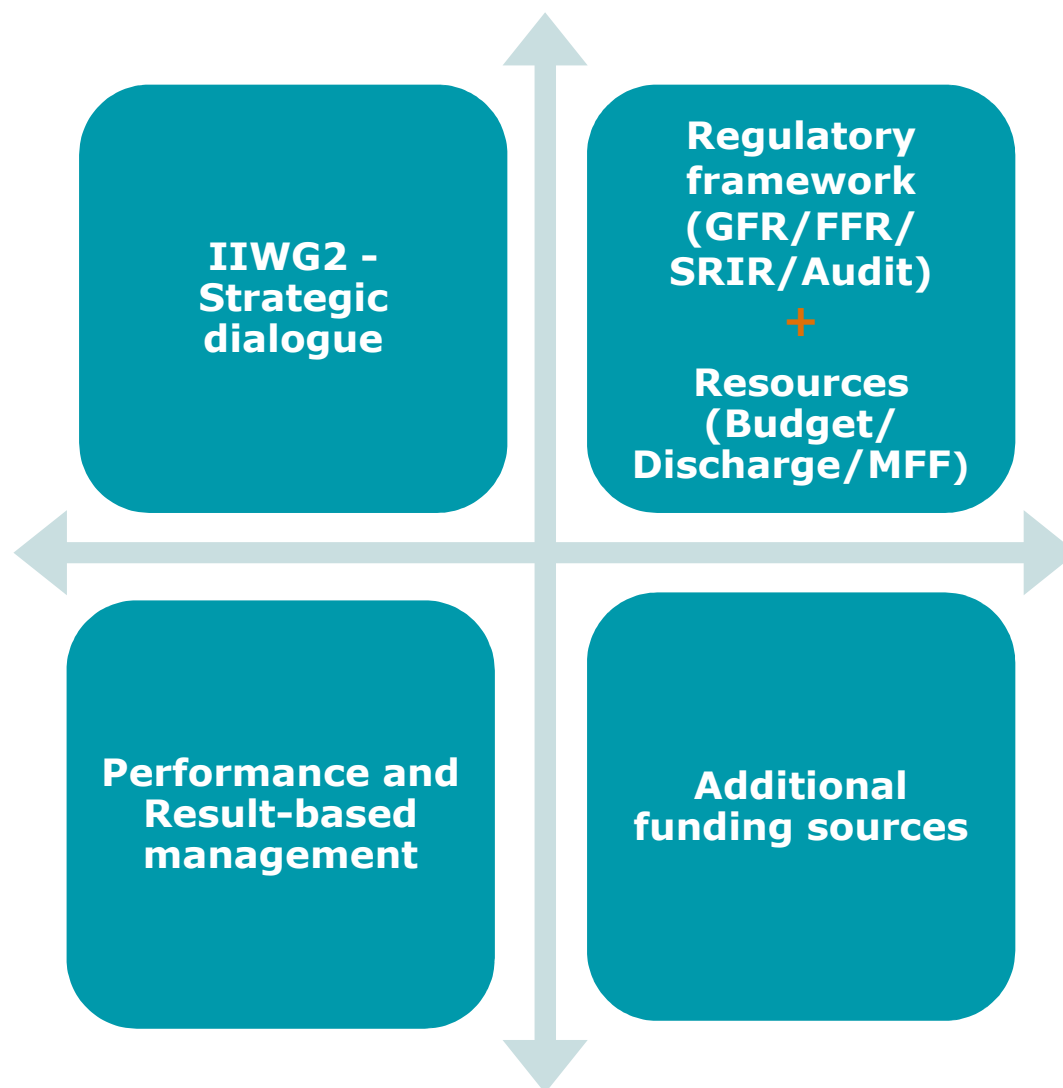 IIWG2 –
Strategic
dialogue
Regulatory
framework
(GFR/FFR/
SRIR/Audit)
+
Resources
(Budget/
Discharge/MFF)
Performance and
Result-based
management
Additional
funding sources